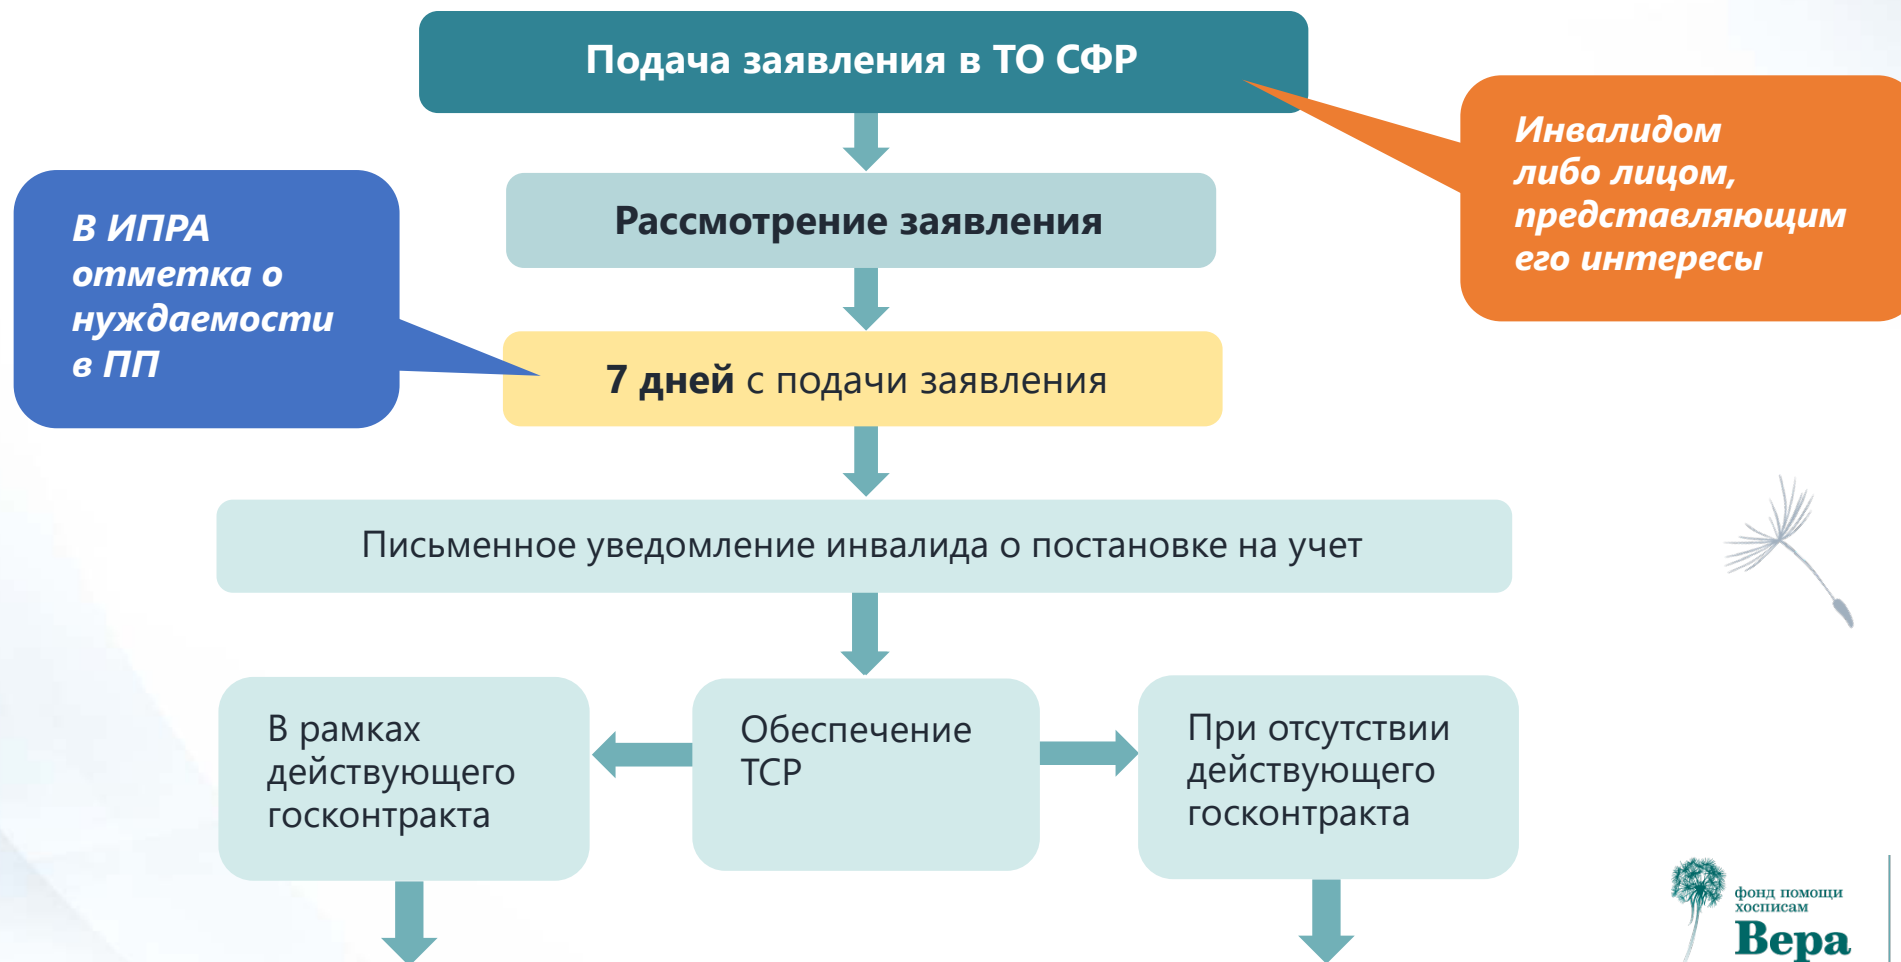 Подача заявления в ТО СФР
Инвалидом
либо лицом,
представляющим
его интересы
Рассмотрение заявления
В ИПРА
отметка о
нуждаемости
в ПП
7 дней с подачи заявления
Письменное уведомление инвалида о постановке на учет
В рамках
действующего
госконтракта
Обеспечение
ТСР
При отсутствии
действующего
госконтракта
фонд помощи
хосписам
Вера